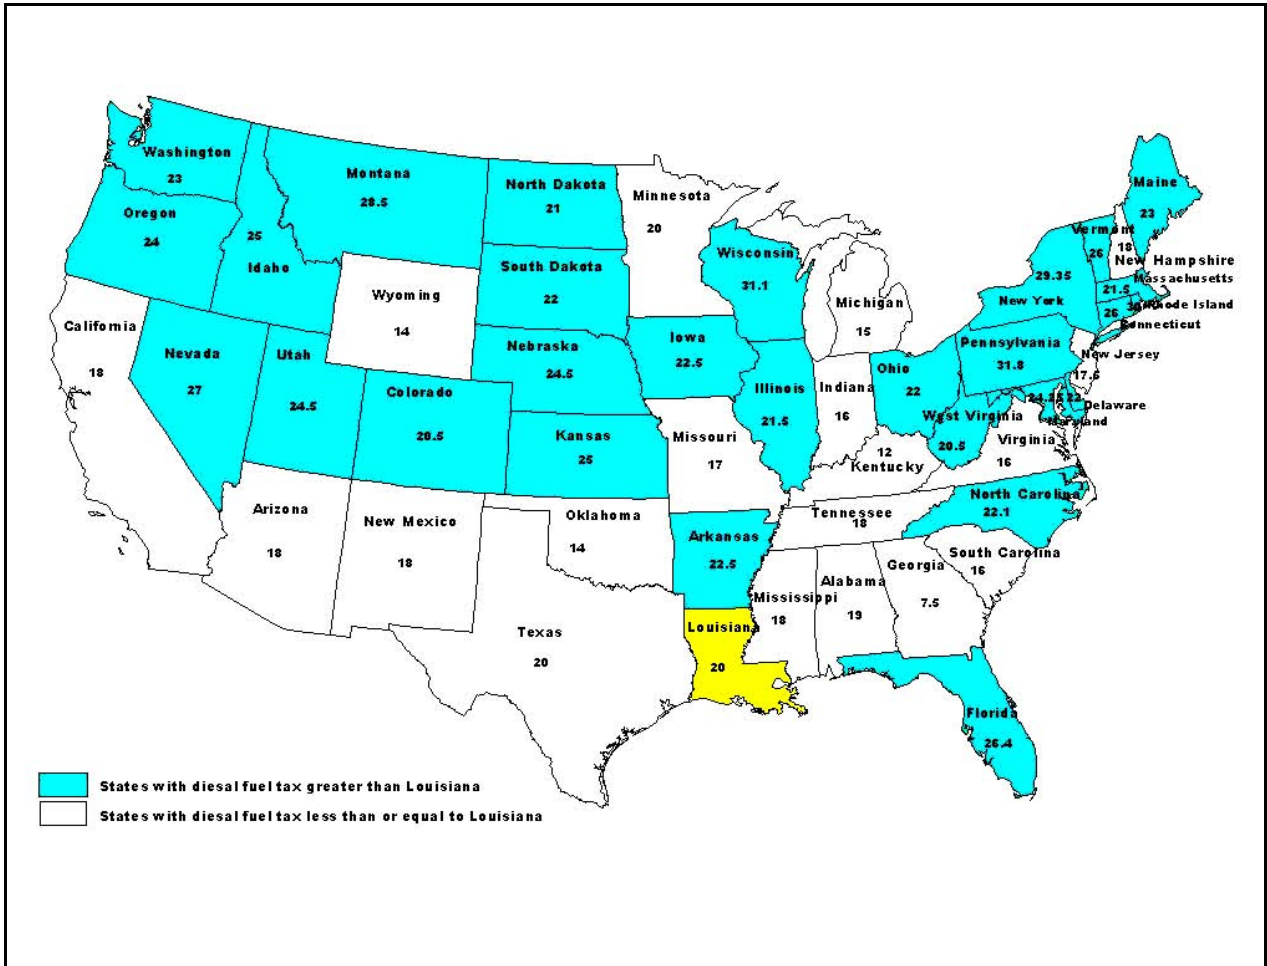 Washington
23
Oregon
24
25
Idaho
Montana
28.5
North Dakota
21
Minnesota
20
South Dakota
22
Wyoming
14
California
18
Nevada
27
Utah
24.5
Colorado
20.5
Nebraska
24.5
Kansas
25
Iowa
22.5
Wisconsin
31.1
Michigan
15
Illinois
21.5
Indiana
16
Ohio
22
Missouri
17
12
Kentucky
West Virginia
20.5
Virginia
16
Pennsylvania
31.8
29.35
New York
Vermont
26
18
New Hampshire
Maine
23
Massachusetts
21.5
Rhode Island
26
Connecticut
New Jersey
Delaware
22
Maryland
Arizona
18
New Mexico
18
Oklahoma
14
Texas
20
Arkansas
22.5
Louisiana
20
Tennessee
18
North Carolina
22.1
South Carolina
16
Mississippi
18
Alabama
19
Georgia
7.5
Florida
States with diesal fuel tax greater than Louisiana
States with diesal fuel tax less than or equal to Louisiana